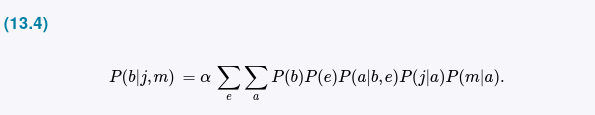 (13.4)
P(b|j, m) = α ∑ₑ ∑ₐ P(b)P(e)P(a|b, e)P(j|a)P(m|a).